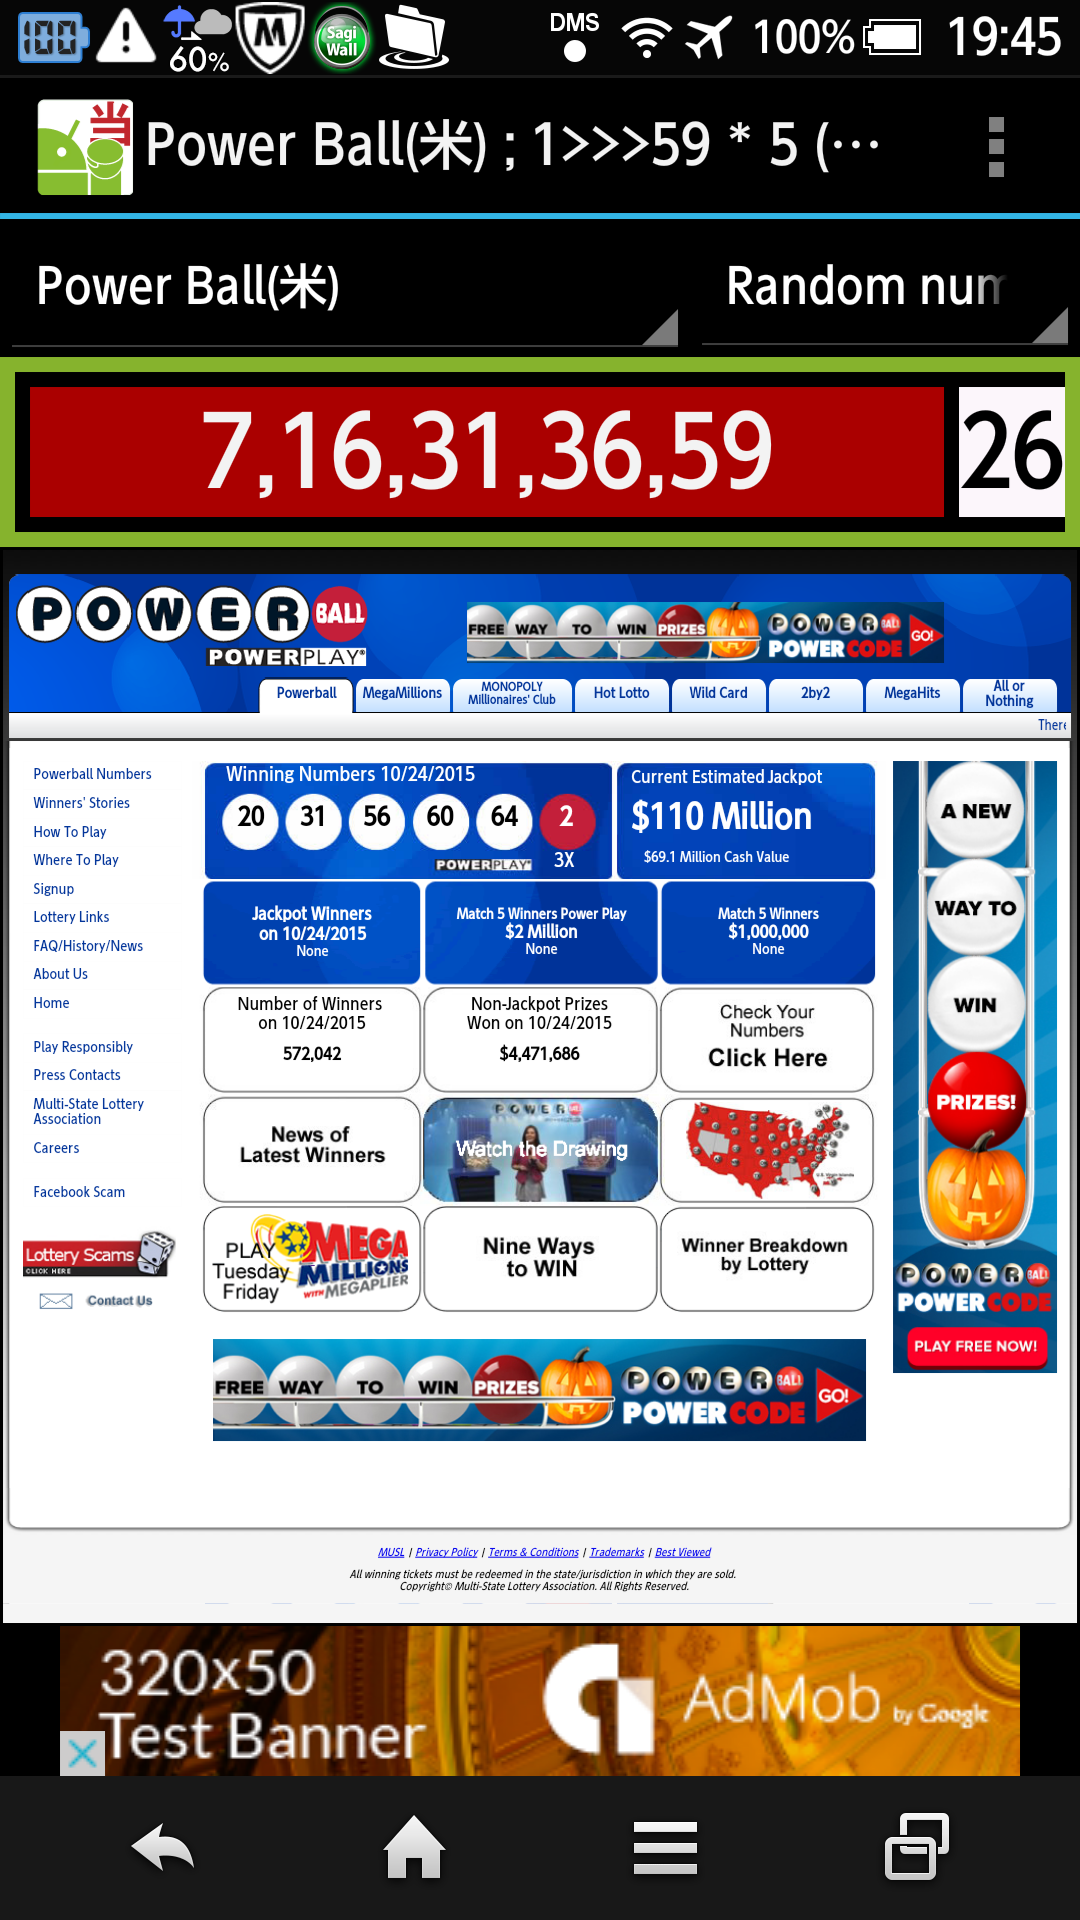 100
60%
Sagi Wall
DMS
100%
19:45
当
Power Ball(米) ; 1>>>59 * 5 (…
Power Ball(米)
Random num
7,16,31,36,59
26
POWER BALL
POWERPLAY®
FREE WAY TO WIN PRIZES POWERBALL POWER CODE GO!
Powerball
MegaMillions
MONOPOLY Millionaires' Club
Hot Lotto
Wild Card
2by2
MegaHits
All or Nothing
There
Powerball Numbers
Winners' Stories
How To Play
Where To Play
Signup
Lottery Links
FAQ/History/News
About Us
Home
Play Responsibly
Press Contacts
Multi-State Lottery
Association
Careers
Facebook Scam
Lottery Scams
CLICK HERE
Contact Us
Winning Numbers 10/24/2015
20 31 56 60 64 2
POWERPLAY® 3X
Current Estimated Jackpot
$110 Million
$69.1 Million Cash Value
Jackpot Winners
on 10/24/2015
None
Match 5 Winners Power Play
$2 Million
None
Match 5 Winners
$1,000,000
None
Number of Winners
on 10/24/2015
572,042
Non-Jackpot Prizes
Won on 10/24/2015
$4,471,686
Check Your
Numbers
Click Here
News of
Latest Winners
POWER
Watch the Drawing
PLAY
Tuesday
Friday
MEGA
MILLIONS
WITH MEGAPLIER
Nine Ways
to WIN
Winner Breakdown
by Lottery
A NEW
WAY TO
WIN
PRIZES!
POWERBALL
POWER CODE
PLAY FREE NOW!
FREE WAY TO WIN PRIZES POWERBALL POWER CODE GO!
MUSL | Privacy Policy | Terms & Conditions | Trademarks | Best Viewed
All winning tickets must be redeemed in the state/jurisdiction in which they are sold.
Copyright© Multi-State Lottery Association. All Rights Reserved.
320x50
Test Banner
AdMob by Google